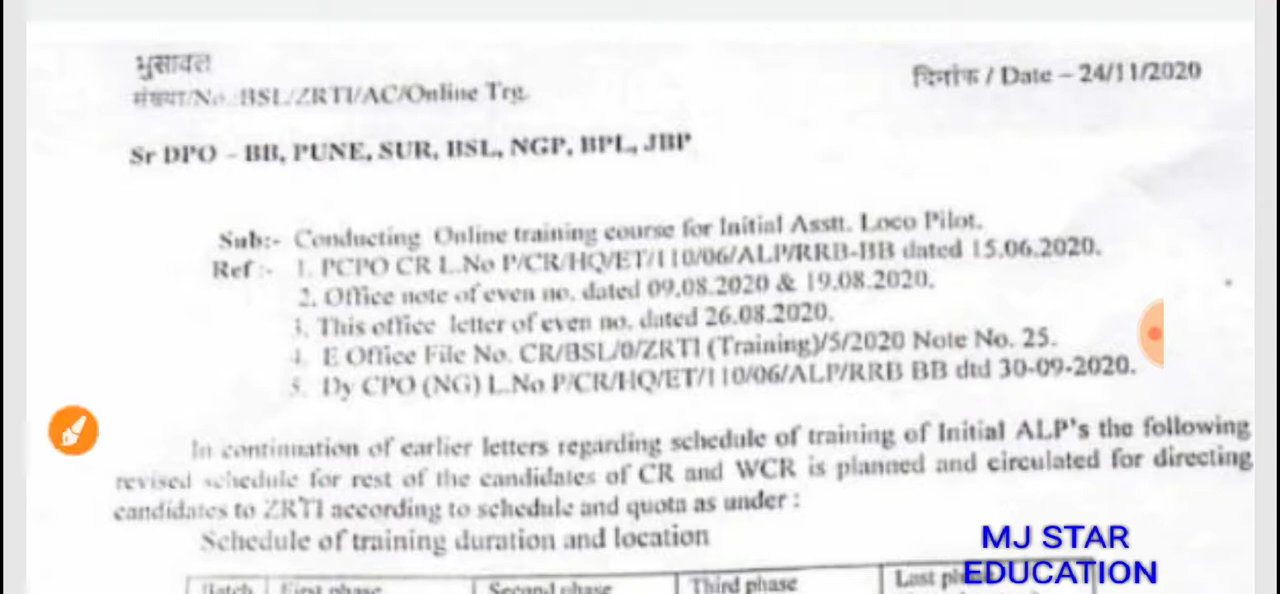 भुसावल
संख्या/No. BSL/ZRTI/AC/Online Trg.
दिनांक / Date – 24/11/2020
Sr DPO – BB, PUNE, SUR, BSL, NGP, BPL, JBP
Sub:- Conducting Online training course for Initial Asstt. Loco Pilot.
Ref :- 1. PCPO CR L.No P/CR/HQ/ET/110/06/ALP/RRB-BB dated 15.06.2020.
2. Office note of even no. dated 09.08.2020 & 19.08.2020.
3. This office letter of even no. dated 26.08.2020.
4. E Office File No. CR/BSL/0/ZRTI (Training)/5/2020 Note No. 25.
5. Dy CPO (NG) L.No P/CR/HQ/ET/110/06/ALP/RRB BB dtd 30-09-2020.
In continuation of earlier letters regarding schedule of training of Initial ALP's the following
revised schedule for rest of the candidates of CR and WCR is planned and circulated for directing
candidates to ZRTI according to schedule and quota as under :
Schedule of training duration and location
Batch First phase Second phase Third phase Last
MJ STAR
EDUCATION